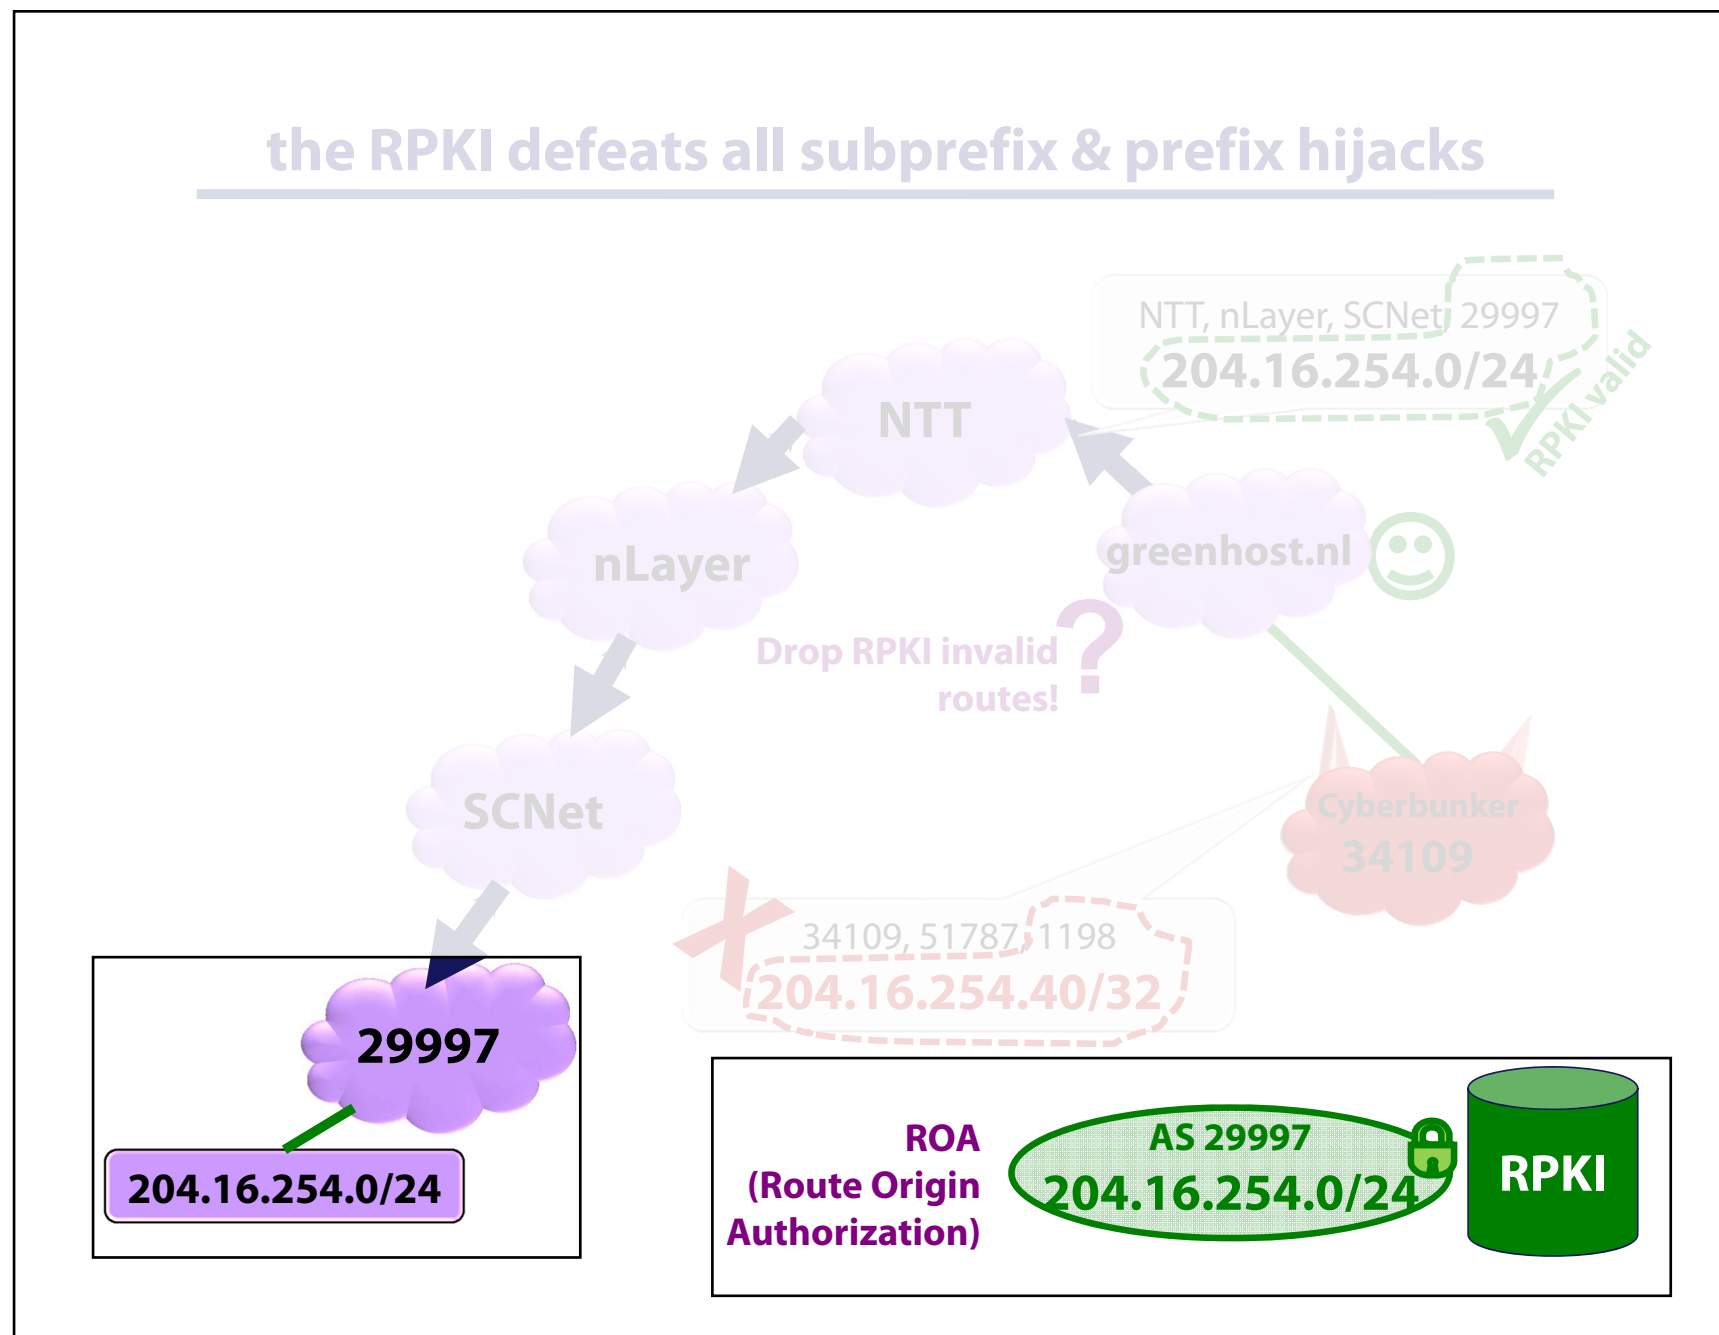 the RPKI defeats all subprefix & prefix hijacks
NTT, nLayer, SCNet, 29997
204.16.254.0/24
RPKI valid
NTT
nLayer
greenhost.nl
Drop RPKI invalid
routes!
?
SCNet
Cyberbunker
34109
34109, 51787, 1198
204.16.254.40/32
29997
204.16.254.0/24
ROA
(Route Origin
Authorization)
AS 29997
204.16.254.0/24
RPKI